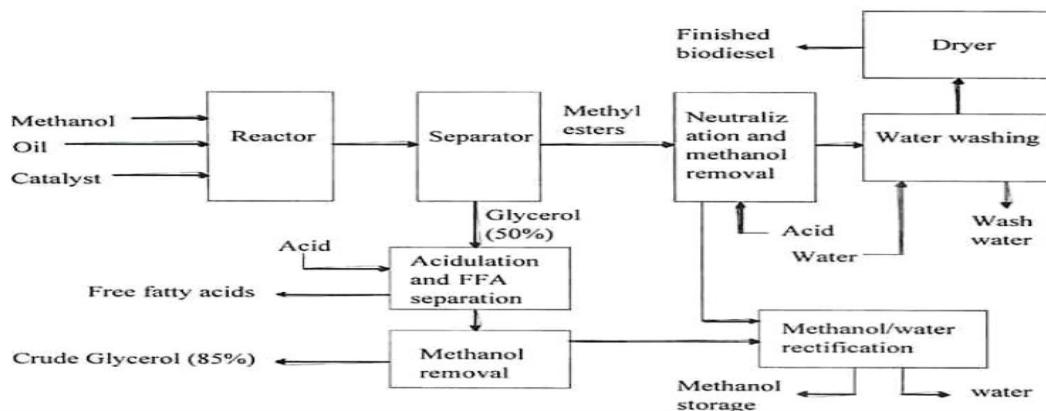 Finished
biodiesel
Dryer
Methanol
Oil
Catalyst
Reactor
Separator
Methyl
esters
Neutraliz
ation and
methanol
removal
Water washing
Glycerol
(50%)
Acid
Water
Wash
water
Acid
Acidulation
and FFA
separation
Free fatty acids
Crude Glycerol (85%)
Methanol
removal
Methanol/water
rectification
Methanol
storage
water